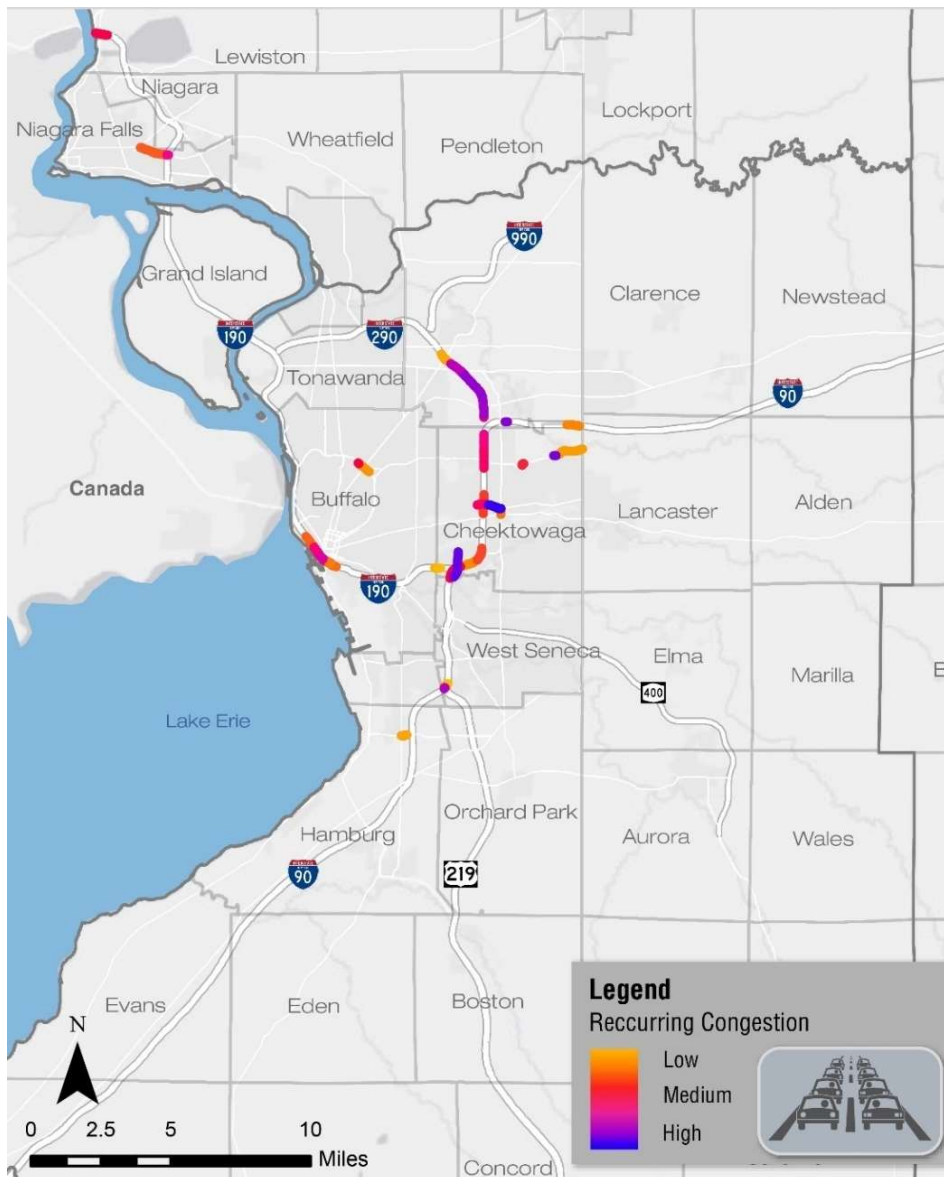 Lewiston
Niagara
Niagara Falls
Wheatfield
Pendleton
Lockport
990
Grand Island
Clarence
Newstead
190
290
Tonawanda
90
Canada
Buffalo
Cheektowaga
Lancaster
Alden
190
West Seneca
Elma
Marilla
E
400
Lake Erie
Orchard Park
Hamburg
Aurora
Wales
90
219
Evans
Eden
Boston
Concord
N
0 2.5 5 10
Miles
Legend
Reccurring Congestion
Low
Medium
High